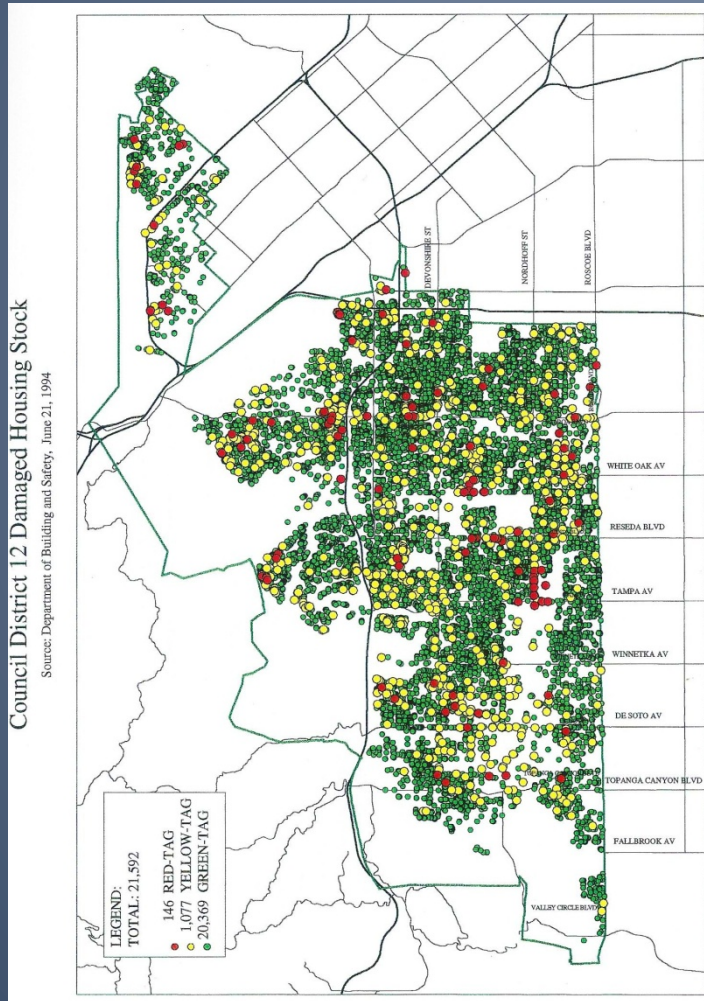 Council District 12 Damaged Housing Stock
Source: Department of Building and Safety, June 21, 1994
LEGEND:
TOTAL: 21,592
146 RED-TAG
1,077 YELLOW-TAG
20,369 GREEN-TAG
DEVONSHIRE ST
NORDHOFF ST
ROSCOE BLVD
WHITE OAK AV
RESEDA BLVD
TAMPA AV
WINNETKA AV
DE SOTO AV
TOPANGA CANYON BLVD
FALLBROOK AV
VALLEY CIRCLE BLVD